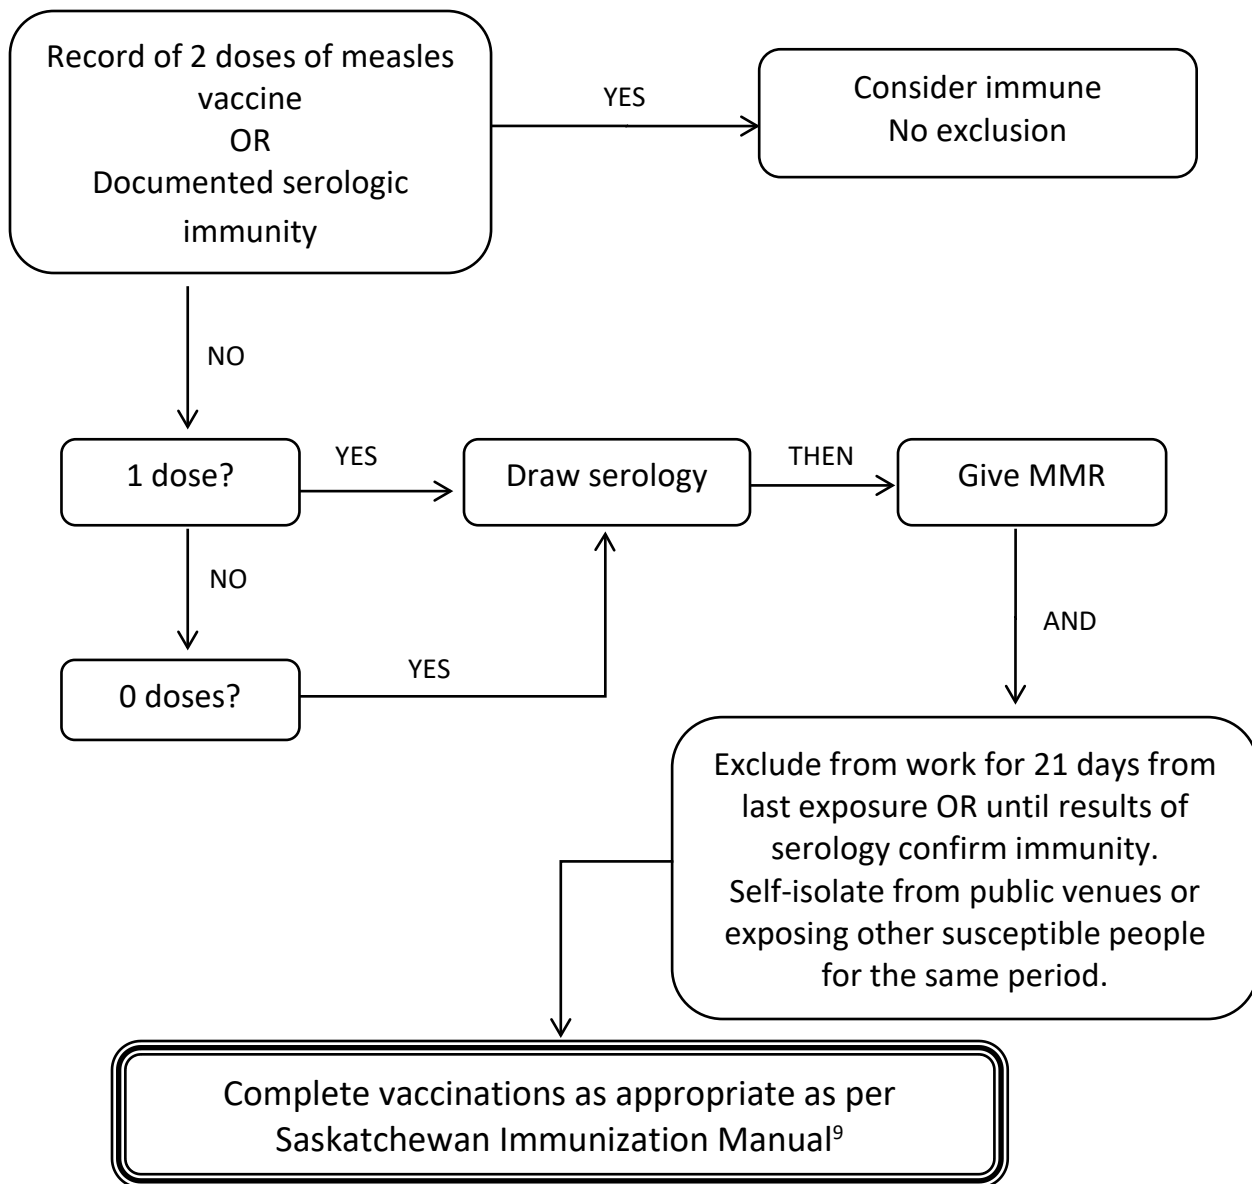 Record of 2 doses of measles
vaccine
OR
Documented serologic
immunity
YES
Consider immune
No exclusion
NO
1 dose?
YES
Draw serology
THEN
Give MMR
NO
AND
0 doses?
YES
Exclude from work for 21 days from
last exposure OR until results of
serology confirm immunity.
Self-isolate from public venues or
exposing other susceptible people
for the same period.
Complete vaccinations as appropriate as per
Saskatchewan Immunization Manual⁹